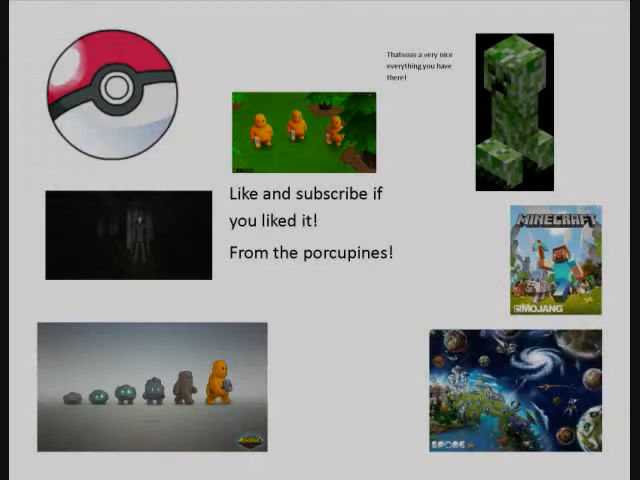 Thatsssss a very nice
everything you have
there!
Like and subscribe if
you liked it!
From the porcupines!
MINECRAFT
MOJANG
SPORE